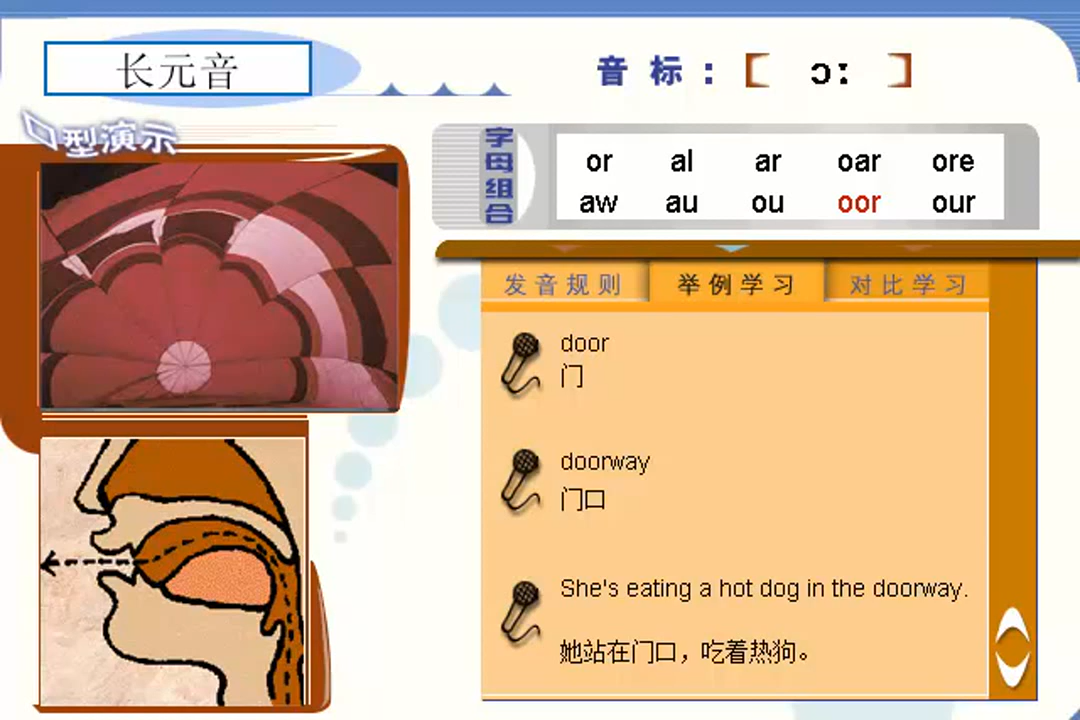 长元音
音标：【 ɔː 】
口型演示
字母组合
or al ar oar ore
aw au ou oor our
发音规则 举例学习 对比学习
door
门
doorway
门口
She's eating a hot dog in the doorway.
她站在门口，吃着热狗。